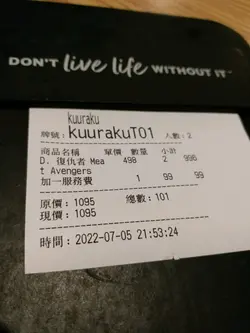 DON'T live life WITHOUT IT™
kuuraku
牌號：kuurakuT01 人數：2
商品名稱 單價 數量 小計
D. 復仇者 Mea 498 2 996
t Avengers
加一服務費 1 99 99
原價：1095 總數：101
現價：1095
時間：2022-07-05 21:53:24